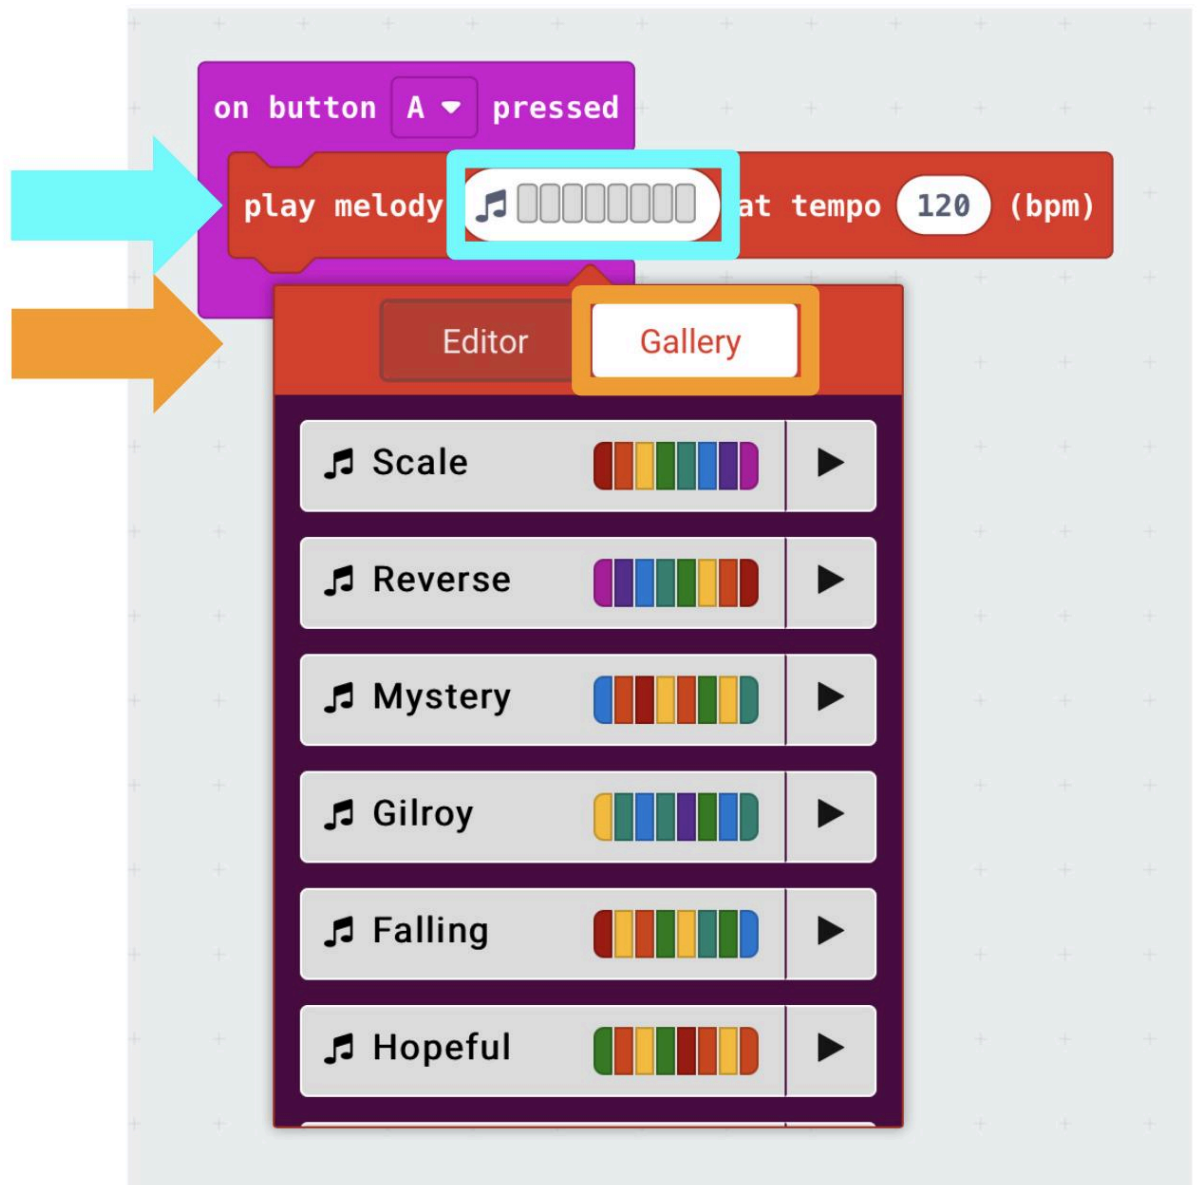 on button A pressed
play melody at tempo 120 (bpm)
Editor Gallery
Scale
Reverse
Mystery
Gilroy
Falling
Hopeful